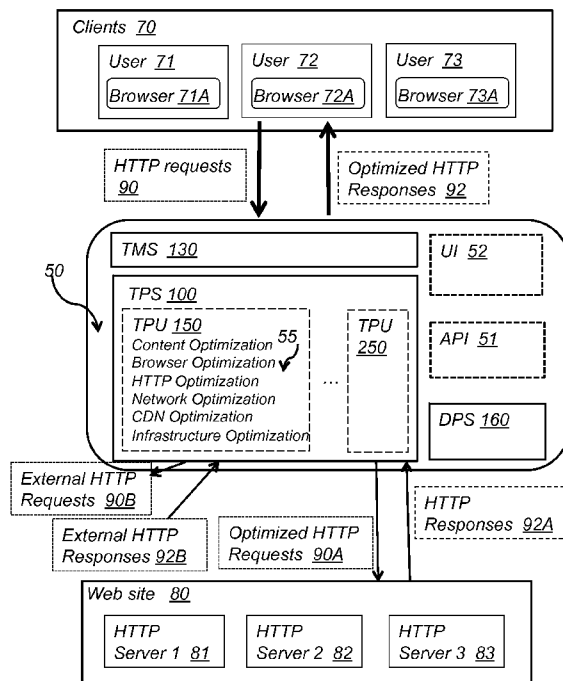 Clients 70
User 71
Browser 71A
User 72
Browser 72A
User 73
Browser 73A
HTTP requests
90
Optimized HTTP
Responses 92
50
TMS 130
UI 52
TPS 100
TPU 150
55
Content Optimization
Browser Optimization
HTTP Optimization
Network Optimization
CDN Optimization
Infrastructure Optimization
...
TPU
250
API 51
DPS 160
External HTTP
Requests 90B
External HTTP
Responses 92B
Optimized HTTP
Requests 90A
HTTP
Responses 92A
Web site 80
HTTP
Server 1 81
HTTP
Server 2 82
HTTP
Server 3 83